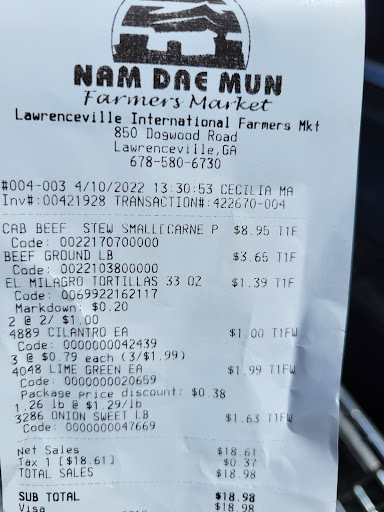 NAM DAE MUN
Farmers Market
Lawrenceville International Farmers Mkt
850 Dogwood Road
Lawrenceville,GA
678-580-6730
#004-003 4/10/2022 13:30:53 CECILIA MA
Inv#:00421928 TRANSACTION#:422670-004
CAB BEEF STEW SMALLECARNE P $8.95 T1F
Code: 0022170700000
BEEF GROUND LB $3.65 T1F
Code: 0022103800000
EL MILAGRO TORTILLAS 33 OZ $1.39 T1F
Code: 0069922162117
Markdown: $0.20
2 @ 2/ $1.00
4889 CILANTRO EA $1.00 T1FW
Code: 0000000042439
3 @ $0.79 each (3/$1.99)
4048 LIME GREEN EA $1.99 T1FW
Code: 0000000020659
Package price discount: $0.38
1.26 lb @ $1.29/lb
3286 ONION SWEET LB $1.63 T1FW
Code: 0000000047669
Net Sales $18.61
Tax 1 [$18.61] $0.37
TOTAL SALES $18.98
SUB TOTAL $18.98
Visa $18.98